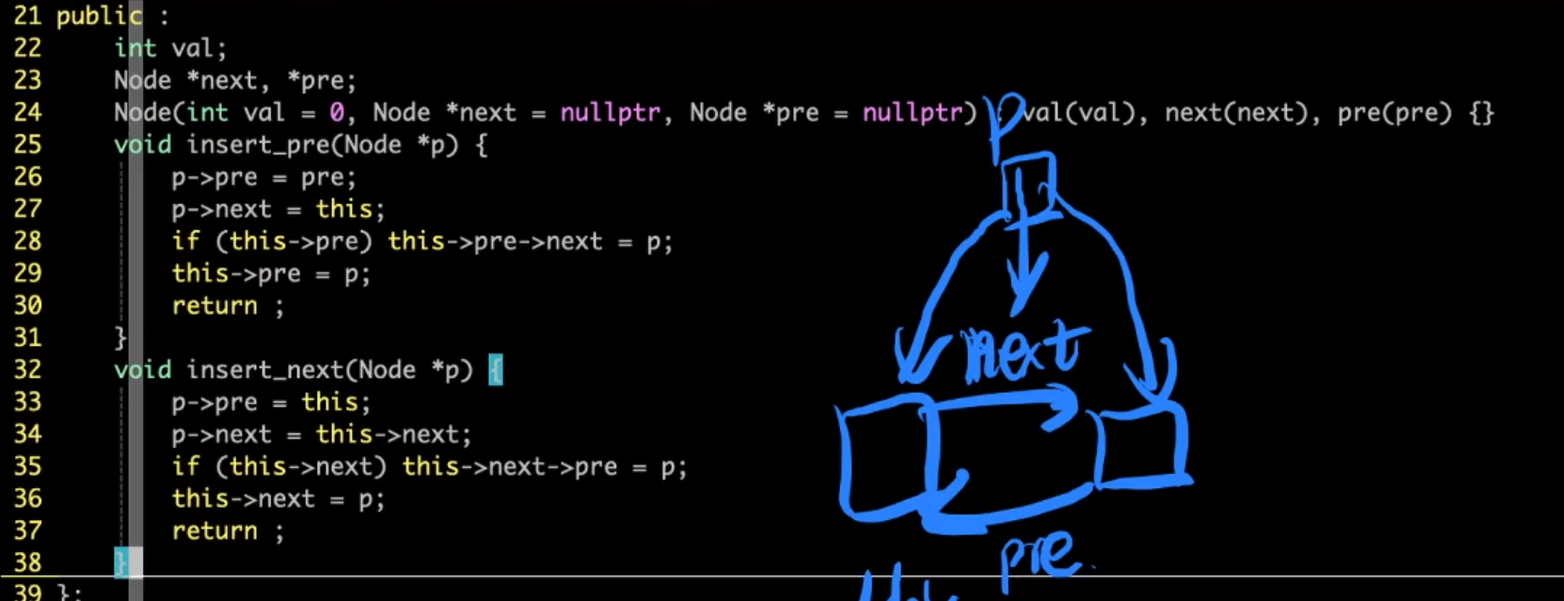 21 public :
22     int val;
23     Node *next, *pre;
24     Node(int val = 0, Node *next = nullptr, Node *pre = nullptr) : val(val), next(next), pre(pre) {}
25     void insert_pre(Node *p) {
26         p->pre = pre;
27         p->next = this;
28         if (this->pre) this->pre->next = p;
29         this->pre = p;
30         return ;
31     }
32     void insert_next(Node *p) {
33         p->pre = this;
34         p->next = this->next;
35         if (this->next) this->next->pre = p;
36         this->next = p;
37         return ;
38     }
39 };
p
next
pre.